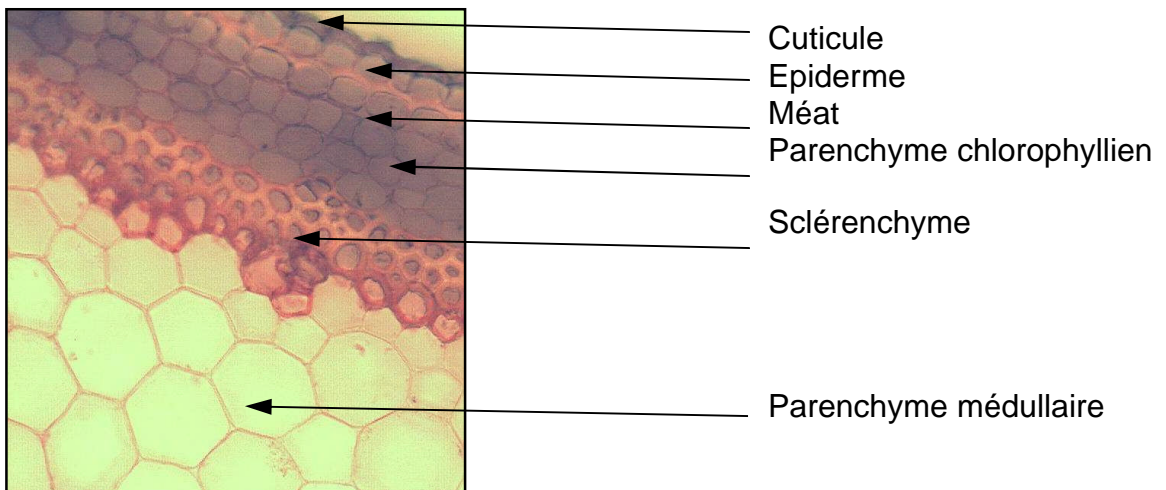 Cuticule
Epiderme
Méat
Parenchyme chlorophyllien
Sclérenchyme
Parenchyme médullaire